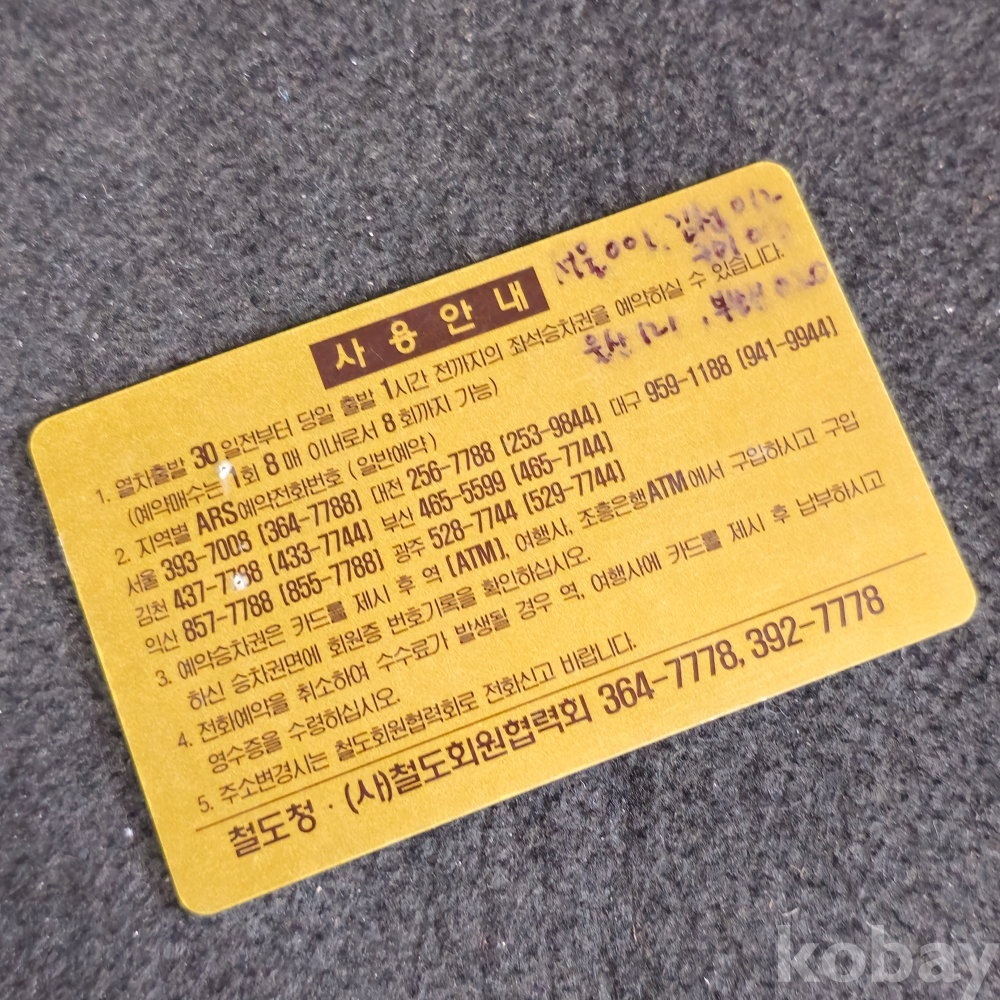 서울 001
사용안내
1. 열차출발 30일전부터 당일 출발 1시간 전까지의 좌석승차권을 예약하실 수 있습니다.
(예약매수는 1회 8매 이내로서 8회까지 가능)
2. 지역별 ARS예약전화번호 (일반예약)
서울 393-7008 [364-7788] 대전 256-7788 [253-9844] 대구 959-1188 [941-9944]
김천 437-7788 [433-7744] 부산 465-5599 [465-7744]
익산 857-7788 [855-7788] 광주 528-7744 [529-7744]
3. 예약승차권은 카드를 제시 후 역 [ATM], 여행사, 조흥은행ATM에서 구입하시고 구입
하신 승차권면에 회원증 번호기록을 확인하십시오.
4. 전화예약을 취소하여 수수료가 발생될 경우 역, 여행사에 카드를 제시 후 납부하시고
영수증을 수령하십시오.
5. 주소변경시는 철도회원협력회로 전화신고 바랍니다.
철도청 · (사)철도회원협력회 364-7778, 392-7778
kobay